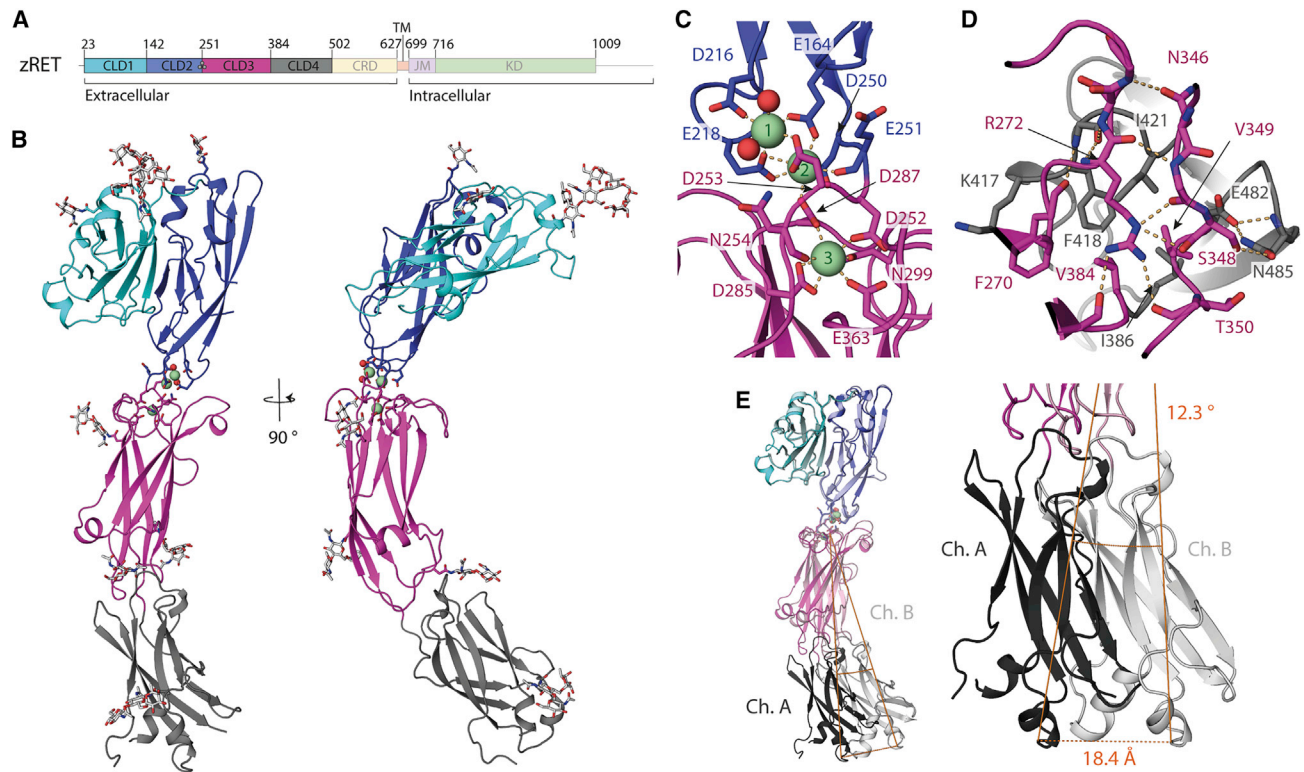 A
TM
23 142 251 384 502 627 699 716 1009
zRET CLD1 CLD2 CLD3 CLD4 CRD JM KD
Extracellular Intracellular
B
90 °
C
D216 E164
D250
1
E218 E251
2
D253 D287
D252
N254
3
N299
D285
E363
D
N346
R272 I421 V349
K417 E482
F418
S348
V384 N485
F270
T350
I386
E
Ch. B
Ch. A
12.3 °
Ch. A Ch. B
18.4 Å